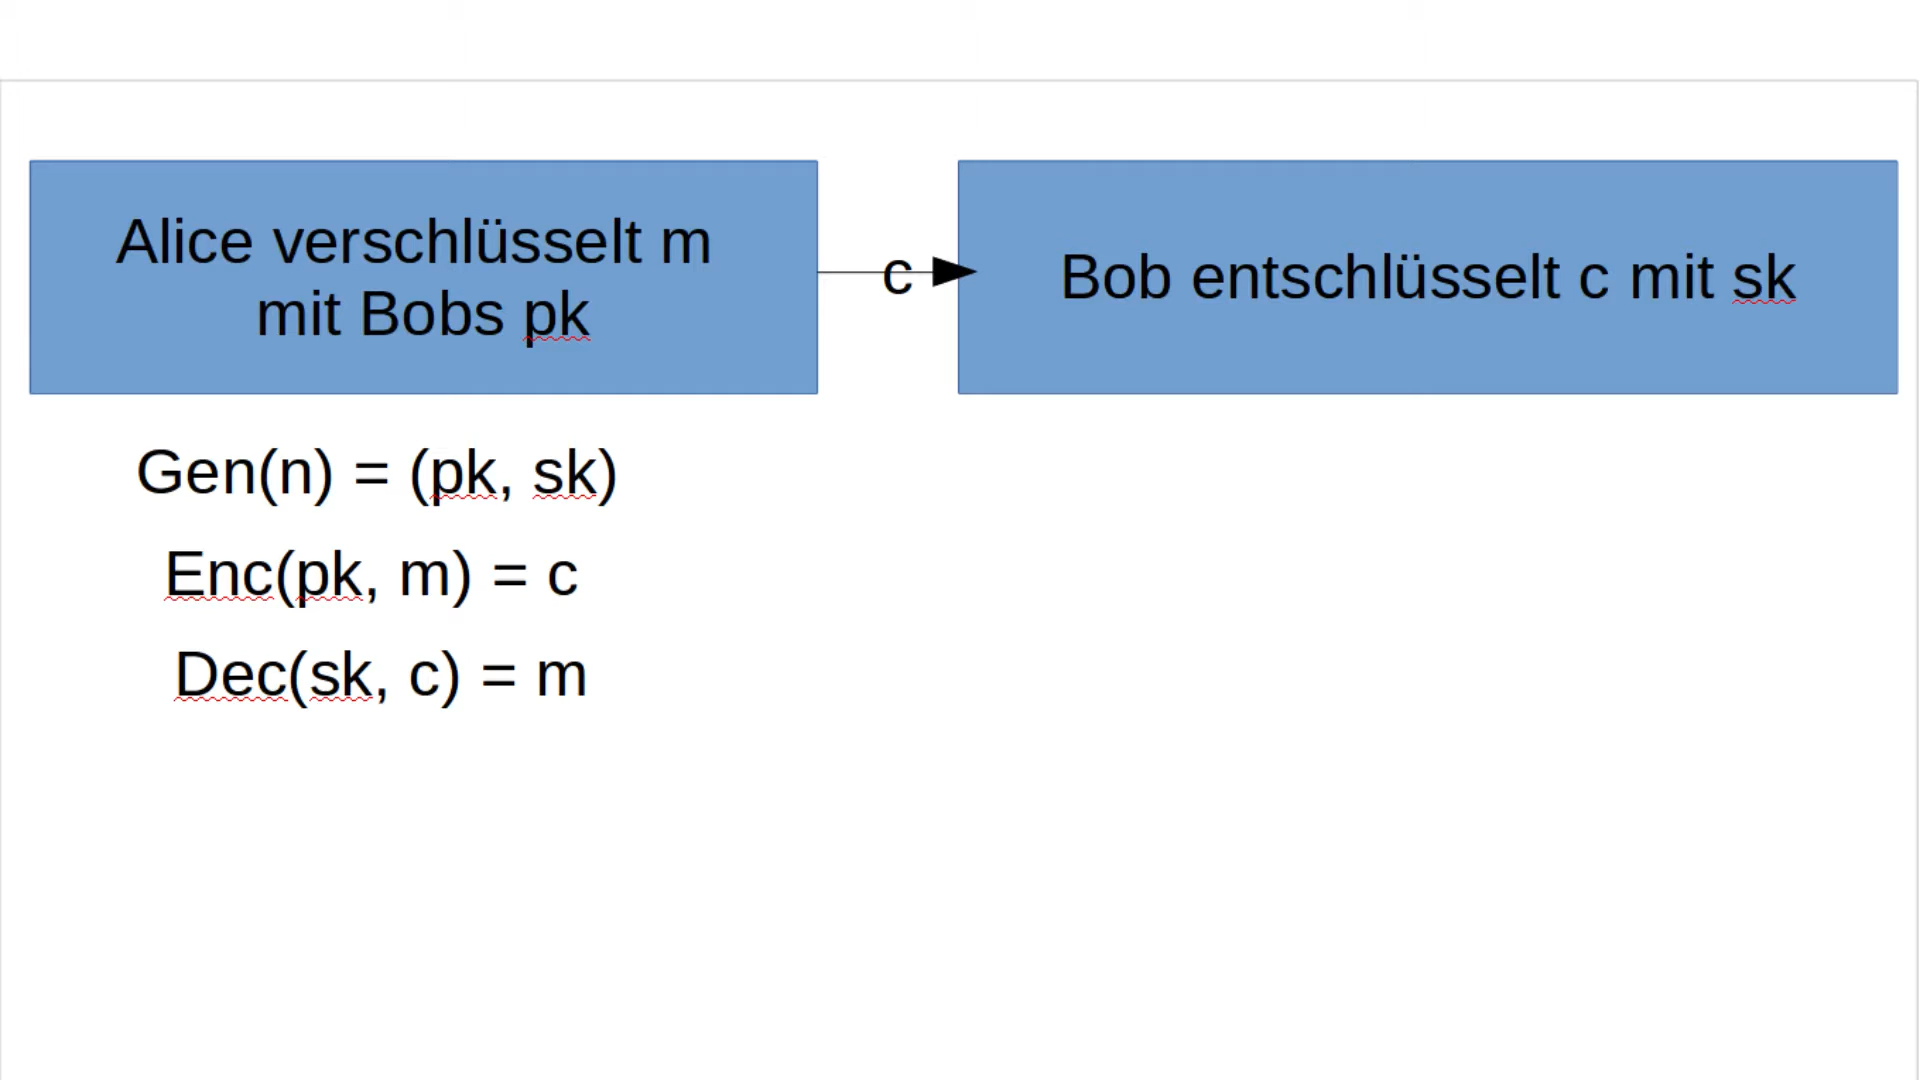 Alice verschlüsselt m
mit Bobs pk
c
Bob entschlüsselt c mit sk
Gen(n) = (pk, sk)
Enc(pk, m) = c
Dec(sk, c) = m